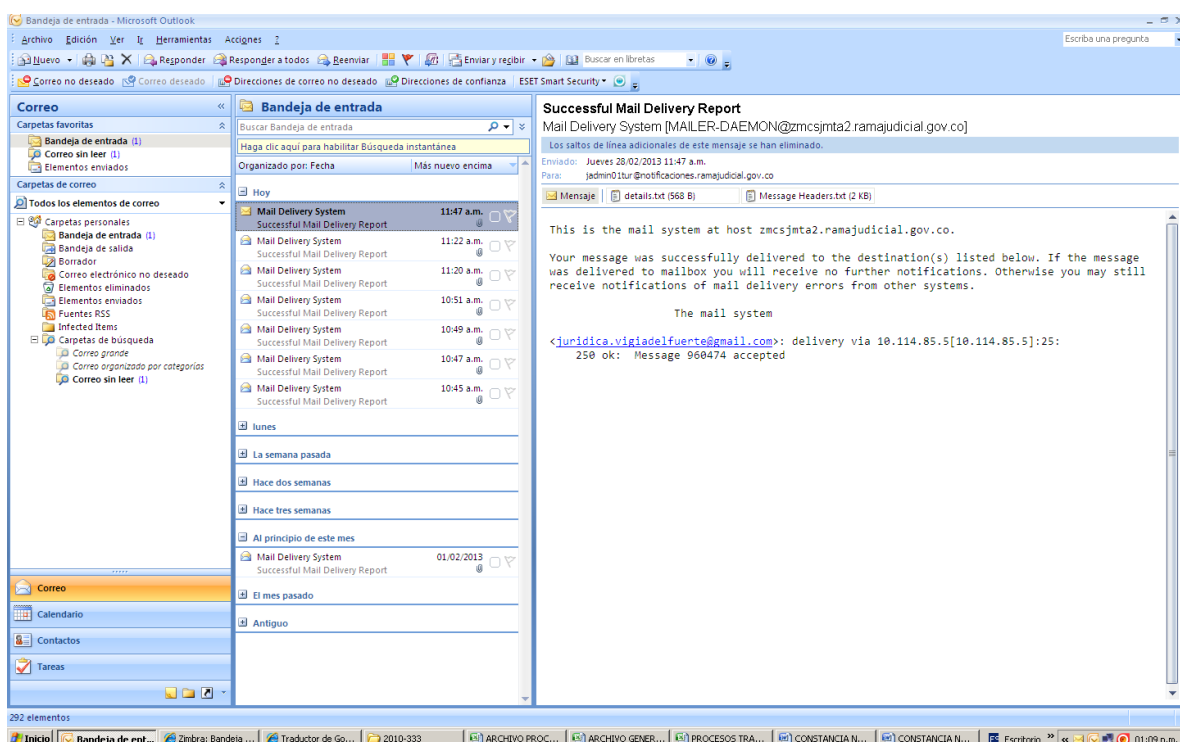 Bandeja de entrada - Microsoft Outlook
Archivo Edición Ver Ir Herramientas Acciones ?
Escriba una pregunta
Nuevo Responder Responder a todos Reenviar Enviar y recibir Buscar en libretas
Correo no deseado Correo deseado Direcciones de correo no deseado Direcciones de confianza ESET Smart Security
Correo «
Carpetas favoritas
Bandeja de entrada (1)
Correo sin leer (1)
Elementos enviados
Carpetas de correo
Todos los elementos de correo
Carpetas personales
Bandeja de entrada (1)
Bandeja de salida
Borrador
Correo electrónico no deseado
Elementos eliminados
Elementos enviados
Fuentes RSS
Infected Items
Carpetas de búsqueda
Correo grande
Correo organizado por categorías
Correo sin leer (1)
Correo
Calendario
Contactos
Tareas
Bandeja de entrada
Buscar Bandeja de entrada
Haga clic aquí para habilitar Búsqueda instantánea
Organizado por: Fecha Más nuevo encima
Hoy
Mail Delivery System 11:47 a.m.
Successful Mail Delivery Report
Mail Delivery System 11:22 a.m.
Successful Mail Delivery Report
Mail Delivery System 11:20 a.m.
Successful Mail Delivery Report
Mail Delivery System 10:51 a.m.
Successful Mail Delivery Report
Mail Delivery System 10:49 a.m.
Successful Mail Delivery Report
Mail Delivery System 10:47 a.m.
Successful Mail Delivery Report
Mail Delivery System 10:45 a.m.
Successful Mail Delivery Report
lunes
La semana pasada
Hace dos semanas
Hace tres semanas
Al principio de este mes
Mail Delivery System 01/02/2013
Successful Mail Delivery Report
El mes pasado
Antiguo
Successful Mail Delivery Report
Mail Delivery System [MAILER-DAEMON@zmcsjmta2.ramajudicial.gov.co]
Los saltos de línea adicionales de este mensaje se han eliminado.
Enviado: Jueves 28/02/2013 11:47 a.m.
Para: jadmin01tur@notificaciones.ramajudicial.gov.co
Mensaje details.txt (568 B) Message Headers.txt (2 KB)
This is the mail system at host zmcsjmta2.ramajudicial.gov.co.
Your message was successfully delivered to the destination(s) listed below. If the message
was delivered to mailbox you will receive no further notifications. Otherwise you may still
receive notifications of mail delivery errors from other systems.
The mail system
<juridica.vigiadelfuerte@gmail.com>: delivery via 10.114.85.5[10.114.85.5]:25:
250 ok: Message 960474 accepted
292 elementos
Inicio Bandeja de ent... Zimbra: Bandeja ... Traductor de Go... 2010-333 ARCHIVO PROC... ARCHIVO GENER... PROCESOS TRA... CONSTANCIA N... CONSTANCIA N... ES Escritorio » « 01:09 p.m.